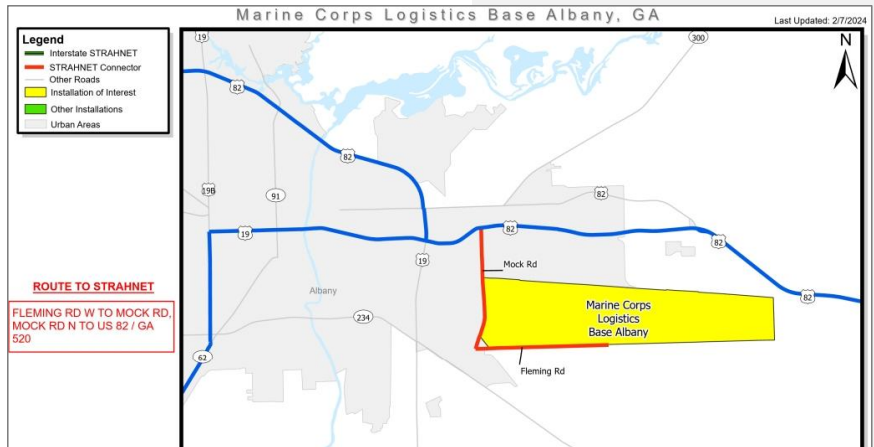 Marine Corps Logistics Base Albany, GA
Last Updated: 2/7/2024
Legend
Interstate STRAHNET
STRAHNET Connector
Other Roads
Installation of Interest
Other Installations
Urban Areas
N
19
300
82
82
19B
91
82
19
82
82
19
Mock Rd
ROUTE TO STRAHNET
FLEMING RD W TO MOCK RD,
MOCK RD N TO US 82 / GA
520
Albany
82
Marine Corps
Logistics
Base Albany
234
62
Fleming Rd